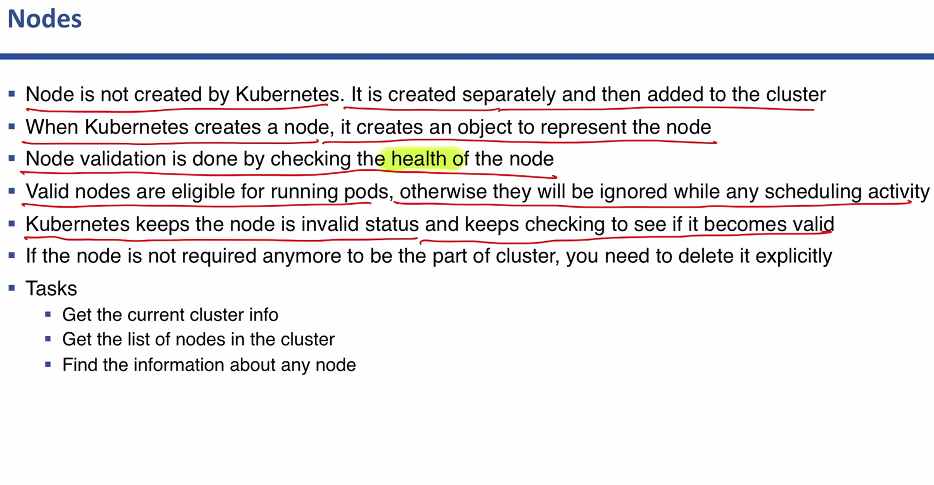 Nodes
Node is not created by Kubernetes. It is created separately and then added to the cluster
When Kubernetes creates a node, it creates an object to represent the node
Node validation is done by checking the health of the node
Valid nodes are eligible for running pods, otherwise they will be ignored while any scheduling activity
Kubernetes keeps the node is invalid status and keeps checking to see if it becomes valid
If the node is not required anymore to be the part of cluster, you need to delete it explicitly
Tasks
Get the current cluster info
Get the list of nodes in the cluster
Find the information about any node